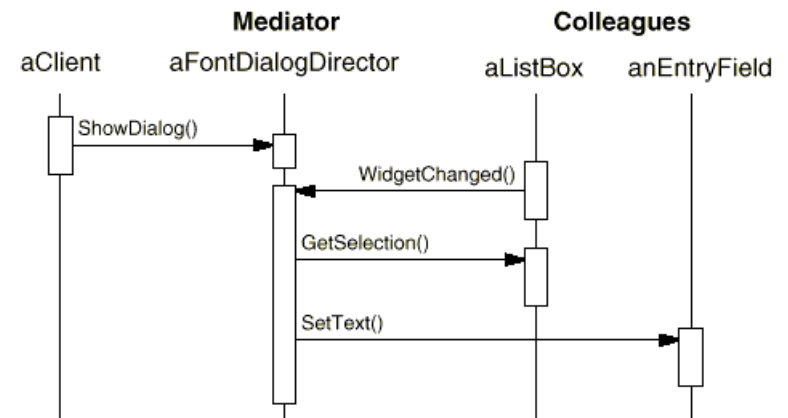 Mediator
Colleagues
aClient
aFontDialogDirector
aListBox
anEntryField
ShowDialog()
WidgetChanged()
GetSelection()
SetText()